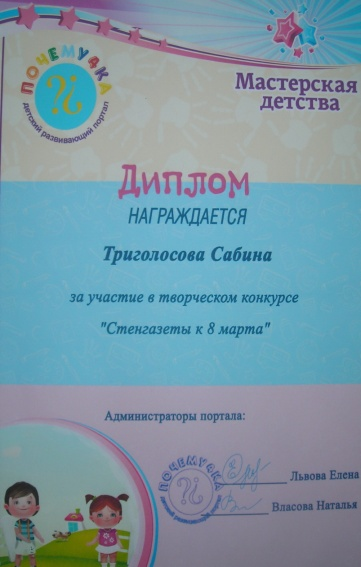 ПОЧЕМУЧКА
детский развивающий портал
Мастерская
детства
Диплом
НАГРАЖДАЕТСЯ
Триголосова Сабина
за участие в творческом конкурсе
"Стенгазеты к 8 марта"
Администраторы портала:
ПОЧЕМУЧКА
детский развивающий портал
Львова Елена
Власова Наталья